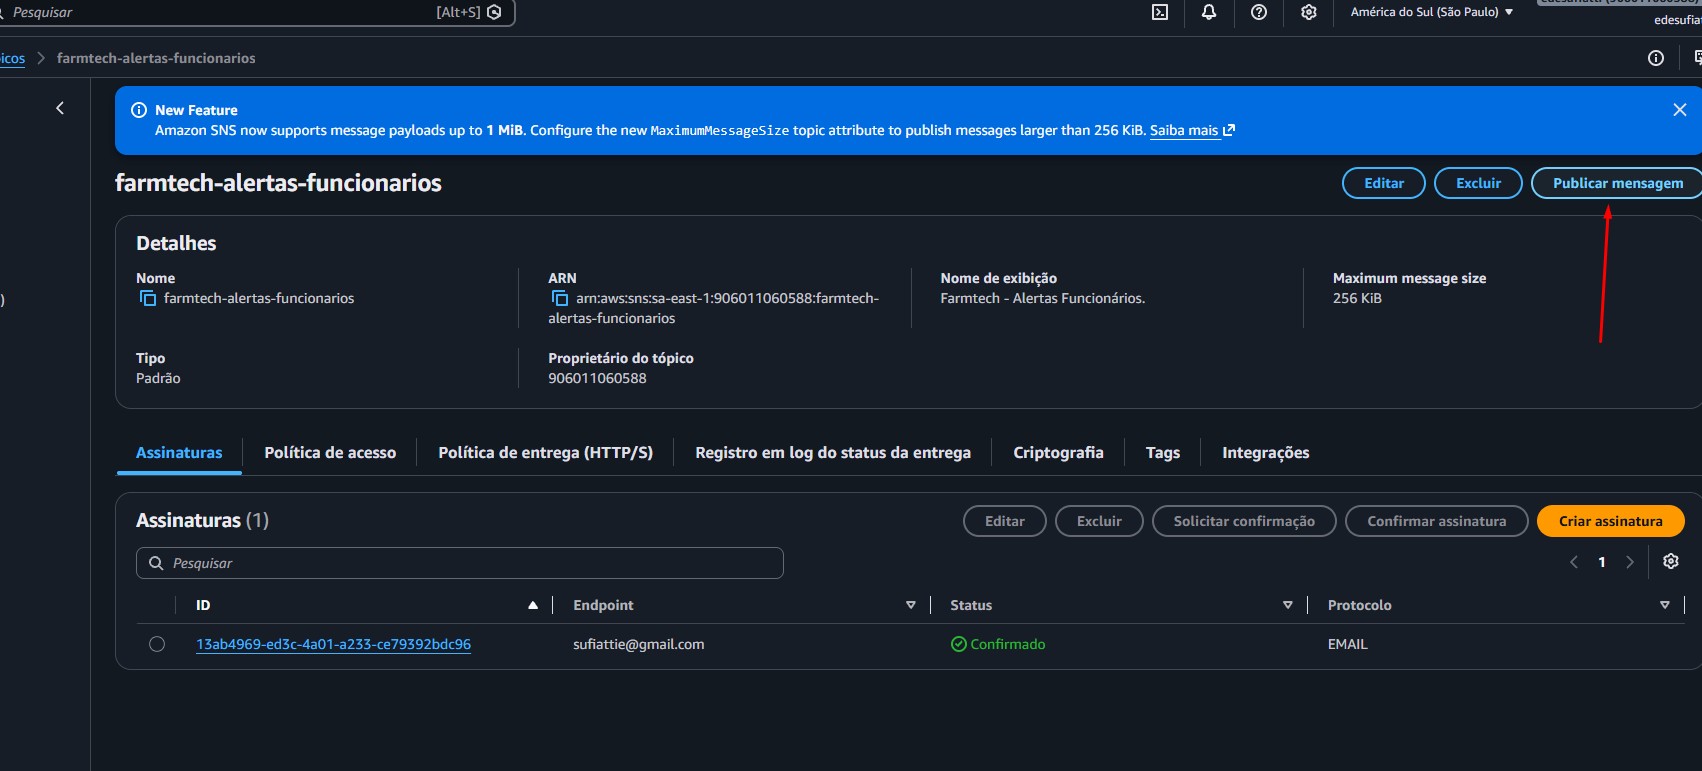 Pesquisar [Alt+S] América do Sul (São Paulo)
edesufia
icos farmtech-alertas-funcionarios
New Feature
Amazon SNS now supports message payloads up to 1 MiB. Configure the new MaximumMessageSize topic attribute to publish messages larger than 256 KiB. Saiba mais
farmtech-alertas-funcionarios Editar Excluir Publicar mensagem
Detalhes
Nome ARN Nome de exibição Maximum message size
farmtech-alertas-funcionarios arn:aws:sns:sa-east-1:906011060588:farmtech- Farmtech - Alertas Funcionários. 256 KiB
)
alertas-funcionarios
Tipo Proprietário do tópico
Padrão 906011060588
Assinaturas Política de acesso Política de entrega (HTTP/S) Registro em log do status da entrega Criptografia Tags Integrações
Assinaturas (1) Editar Excluir Solicitar confirmação Confirmar assinatura Criar assinatura
Pesquisar 1
ID Endpoint Status Protocolo
13ab4969-ed3c-4a01-a233-ce79392bdc96 sufiattie@gmail.com Confirmado EMAIL